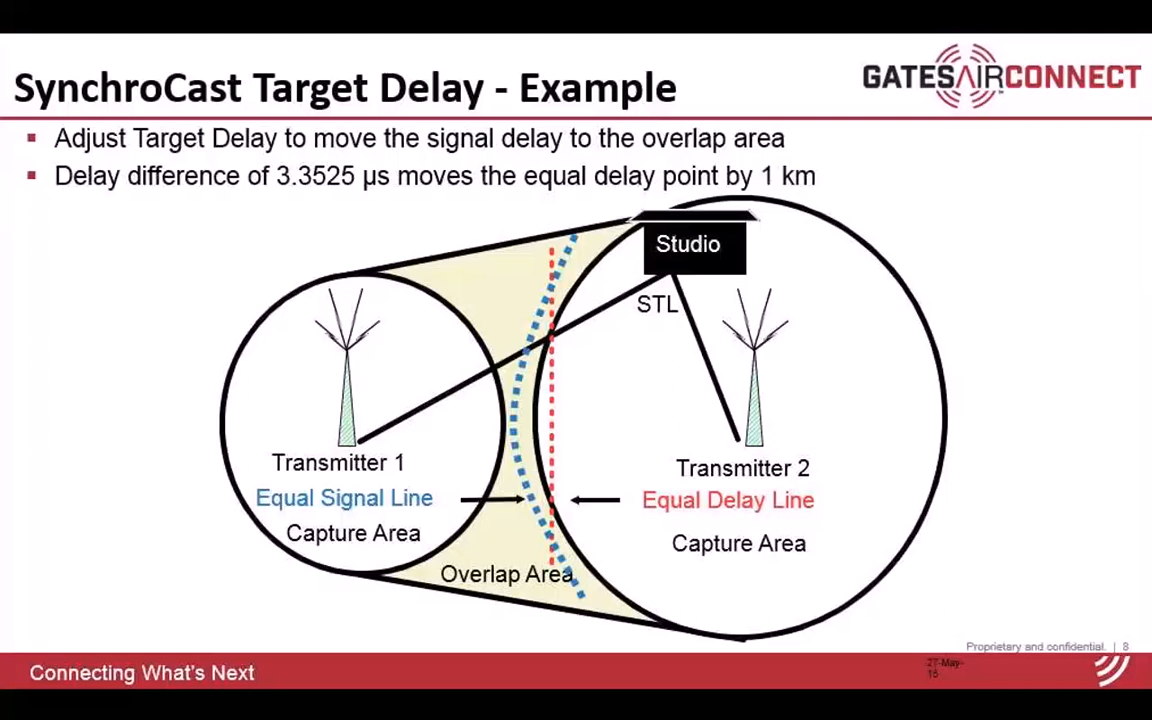 SynchroCast Target Delay - Example
GATESAIRCONNECT
Adjust Target Delay to move the signal delay to the overlap area
Delay difference of 3.3525 µs moves the equal delay point by 1 km
Studio
STL
Transmitter 1
Transmitter 2
Equal Signal Line
Equal Delay Line
Capture Area
Capture Area
Overlap Area
Proprietary and confidential. | 8
Connecting What's Next
27-May-
16